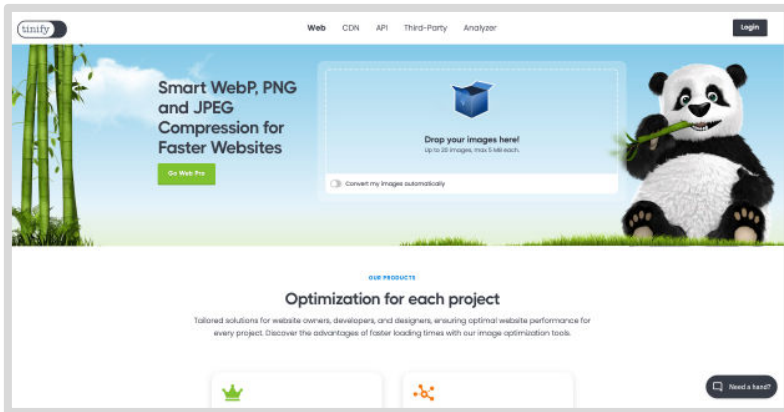 tinify
Web CDN API Third-Party Analyzer
Login
Smart WebP, PNG
and JPEG
Compression for
Faster Websites
Go Web Pro
Drop your images here!
Up to 20 images, max 5 MB each.
Convert my images automatically
OUR PRODUCTS
Optimization for each project
Tailored solutions for website owners, developers, and designers, ensuring optimal website performance for
every project. Discover the advantages of faster loading times with our image optimization tools.
Need a hand?